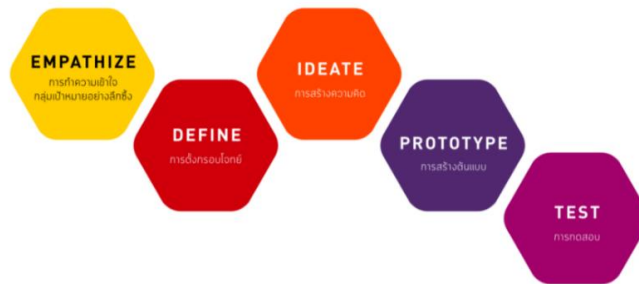 EMPATHIZE
การทำความเข้าใจ
กลุ่มเป้าหมายอย่างลึกซึ้ง
DEFINE
การตั้งกรอบโจทย์
IDEATE
การสร้างความคิด
PROTOTYPE
การสร้างต้นแบบ
TEST
การทดสอบ